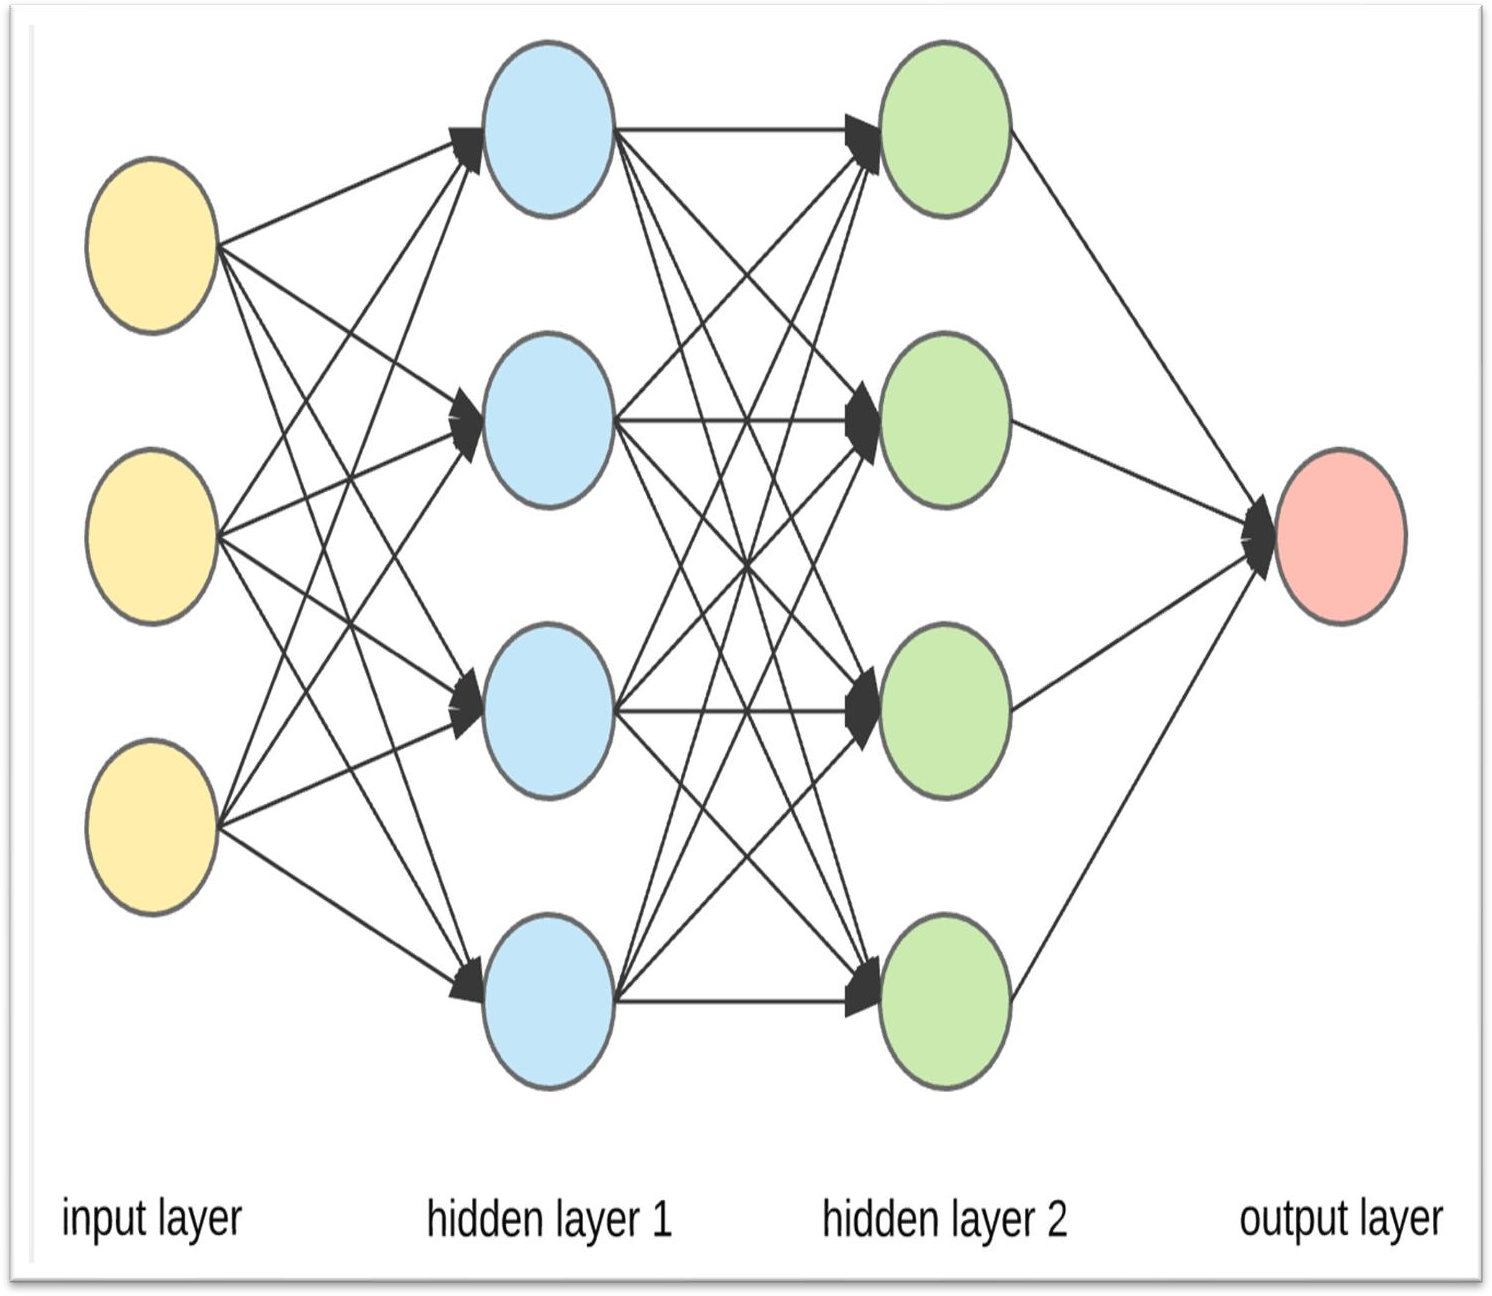 input layer
hidden layer 1
hidden layer 2
output layer